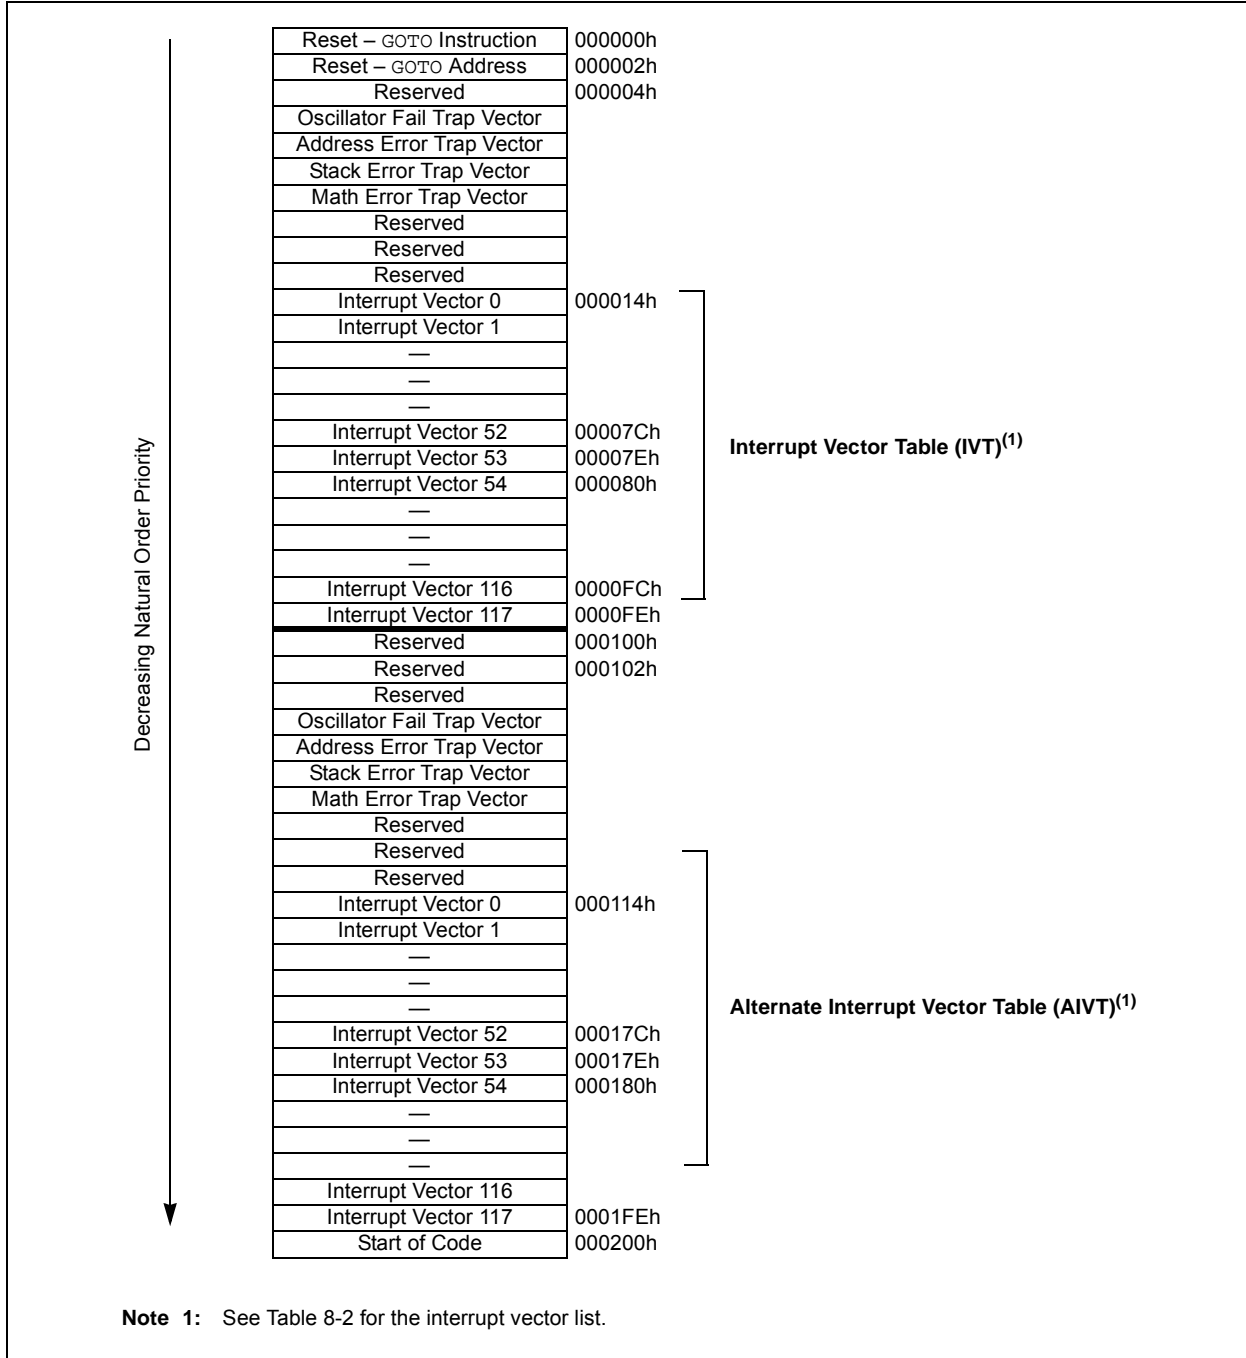 Reset – GOTO Instruction 000000h
Reset – GOTO Address 000002h
Reserved 000004h
Oscillator Fail Trap Vector
Address Error Trap Vector
Stack Error Trap Vector
Math Error Trap Vector
Reserved
Reserved
Reserved
Interrupt Vector 0 000014h
Interrupt Vector 1
—
—
—
Interrupt Vector 52 00007Ch
Interrupt Vector 53 00007Eh
Interrupt Vector 54 000080h
—
—
—
Interrupt Vector 116 0000FCh
Interrupt Vector 117 0000FEh
Interrupt Vector Table (IVT)(1)
Decreasing Natural Order Priority
Reserved 000100h
Reserved 000102h
Reserved
Oscillator Fail Trap Vector
Address Error Trap Vector
Stack Error Trap Vector
Math Error Trap Vector
Reserved
Reserved
Reserved
Interrupt Vector 0 000114h
Interrupt Vector 1
—
—
—
Interrupt Vector 52 00017Ch
Interrupt Vector 53 00017Eh
Interrupt Vector 54 000180h
—
—
—
Interrupt Vector 116
Interrupt Vector 117 0001FEh
Start of Code 000200h
Alternate Interrupt Vector Table (AIVT)(1)
Note 1: See Table 8-2 for the interrupt vector list.